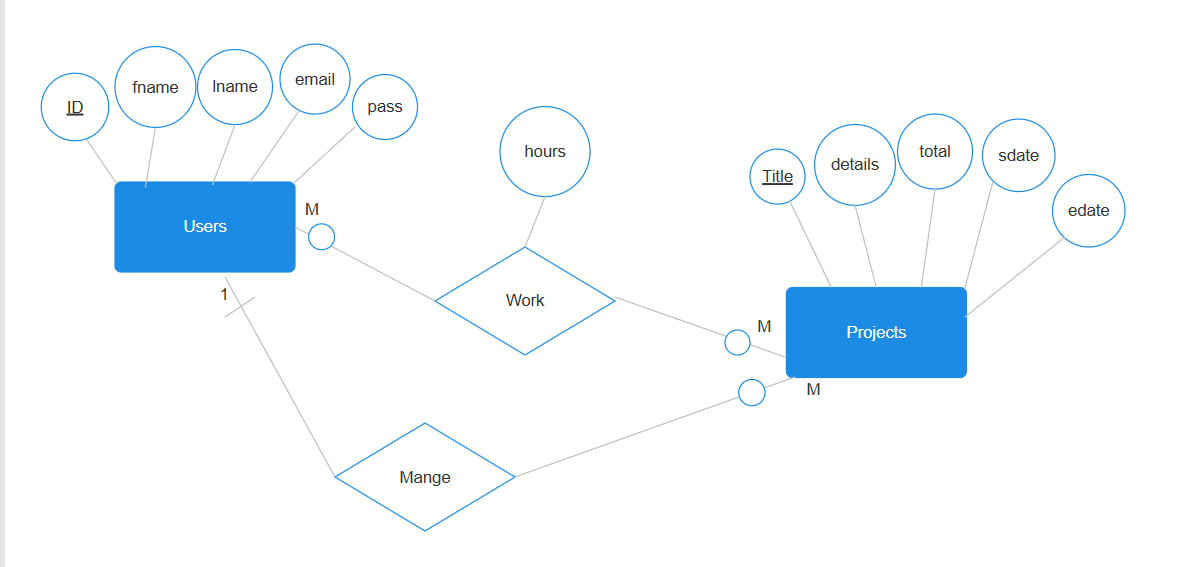 ID
fname
lname
email
pass
hours
Title
details
total
sdate
edate
Users
M
1
Work
M
Projects
M
Mange